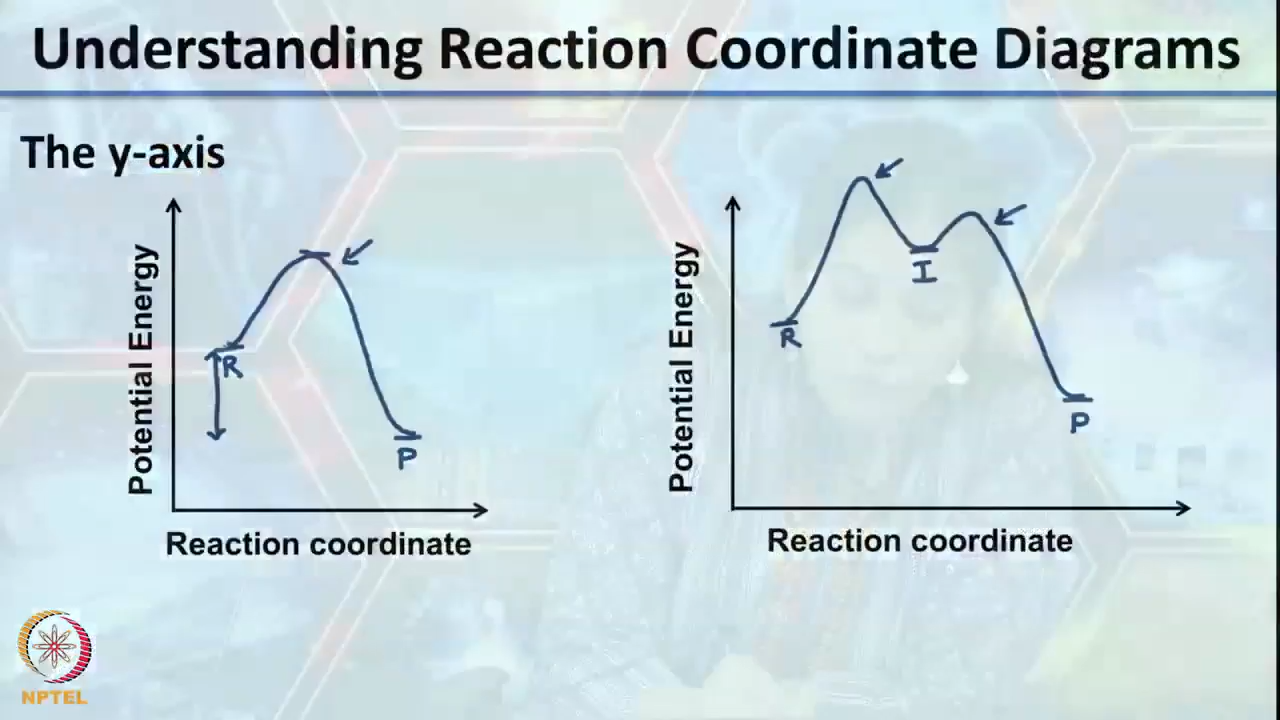 Understanding Reaction Coordinate Diagrams
The y-axis
Potential Energy
R
P
Reaction coordinate
Potential Energy
R
I
P
Reaction coordinate
NPTEL